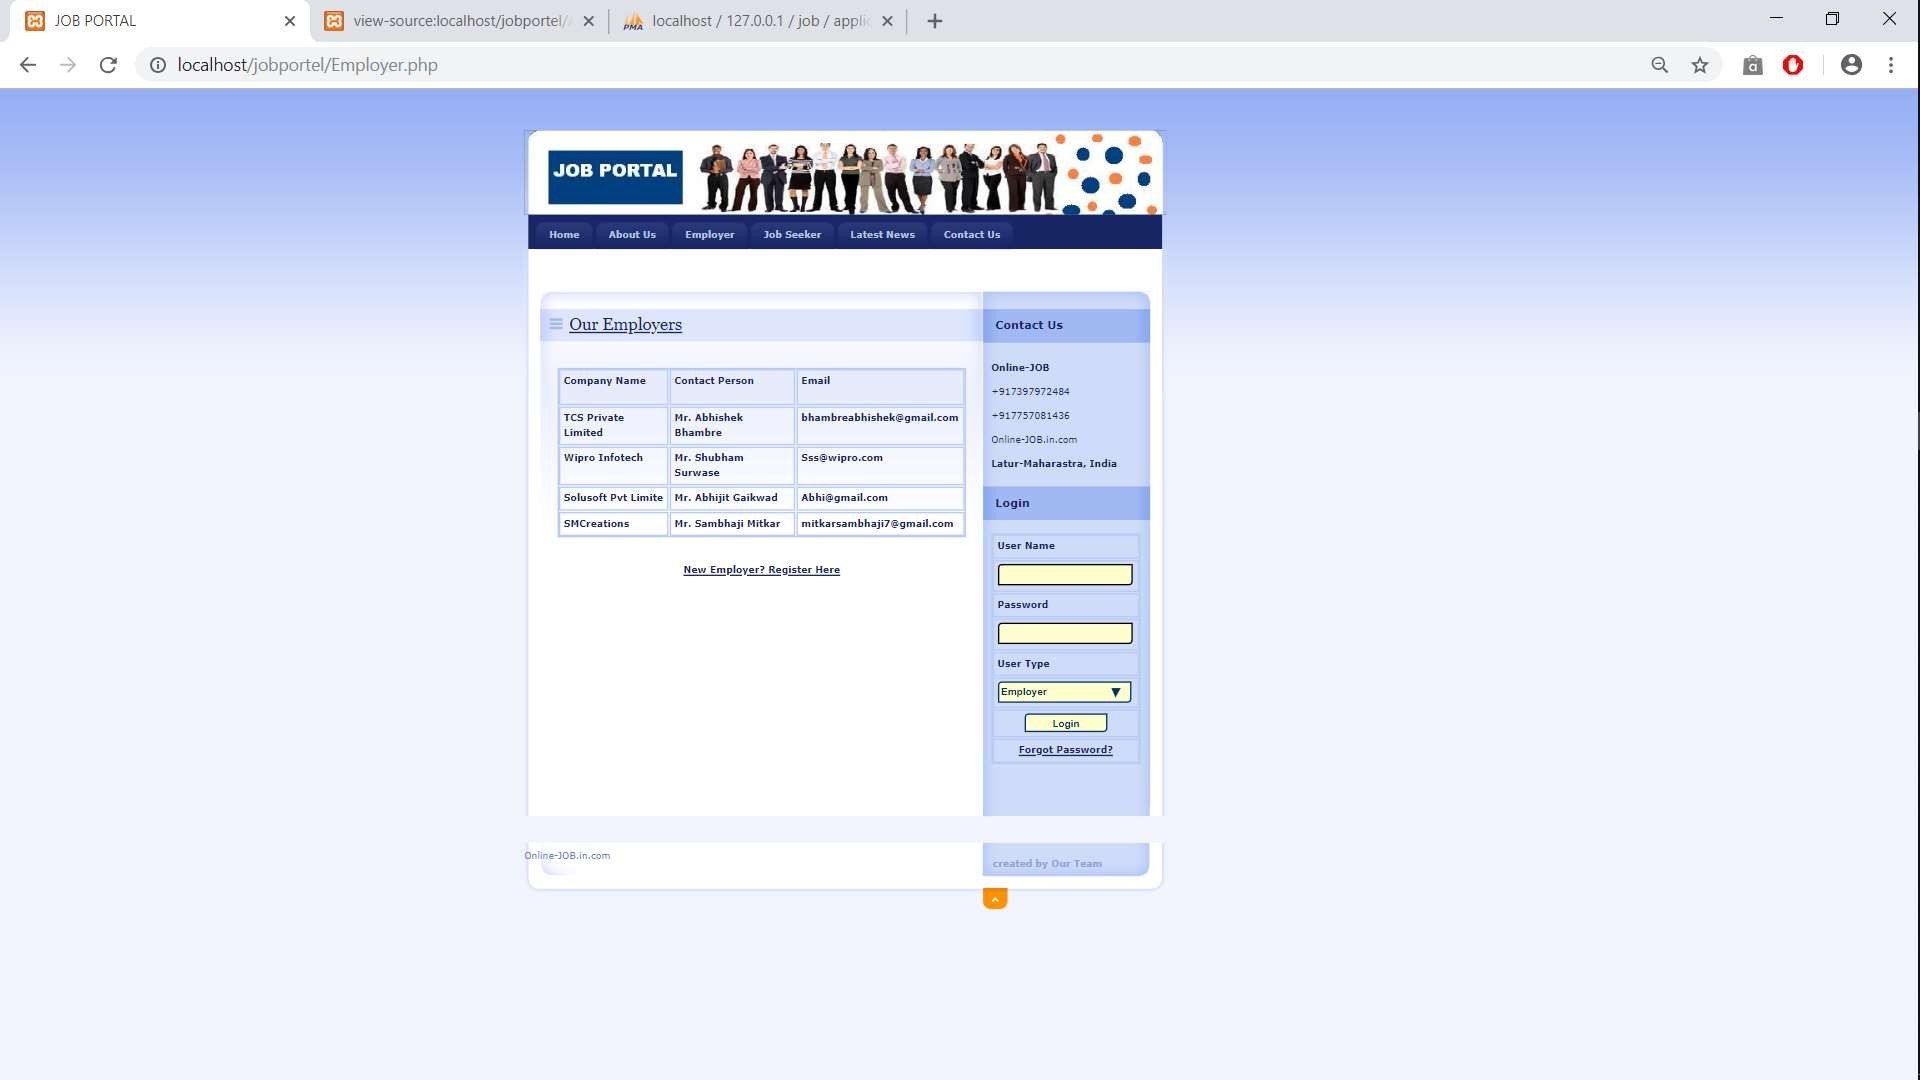 JOB PORTAL
view-source:localhost/jobportel/
localhost / 127.0.0.1 / job / applic
localhost/jobportel/Employer.php
JOB PORTAL
Home
About Us
Employer
Job Seeker
Latest News
Contact Us
Our Employers
Company Name
Contact Person
Email
TCS Private
Limited
Mr. Abhishek
Bhambre
bhambreabhishek@gmail.com
Wipro Infotech
Mr. Shubham
Surwase
Sss@wipro.com
Solusoft Pvt Limite
Mr. Abhijit Gaikwad
Abhi@gmail.com
SMCreations
Mr. Sambhaji Mitkar
mitkarsambhaji7@gmail.com
New Employer? Register Here
Contact Us
Online-JOB
+917397972484
+917757081436
Online-JOB.in.com
Latur-Maharastra, India
Login
User Name
Password
User Type
Employer
Login
Forgot Password?
Online-JOB.in.com
created by Our Team